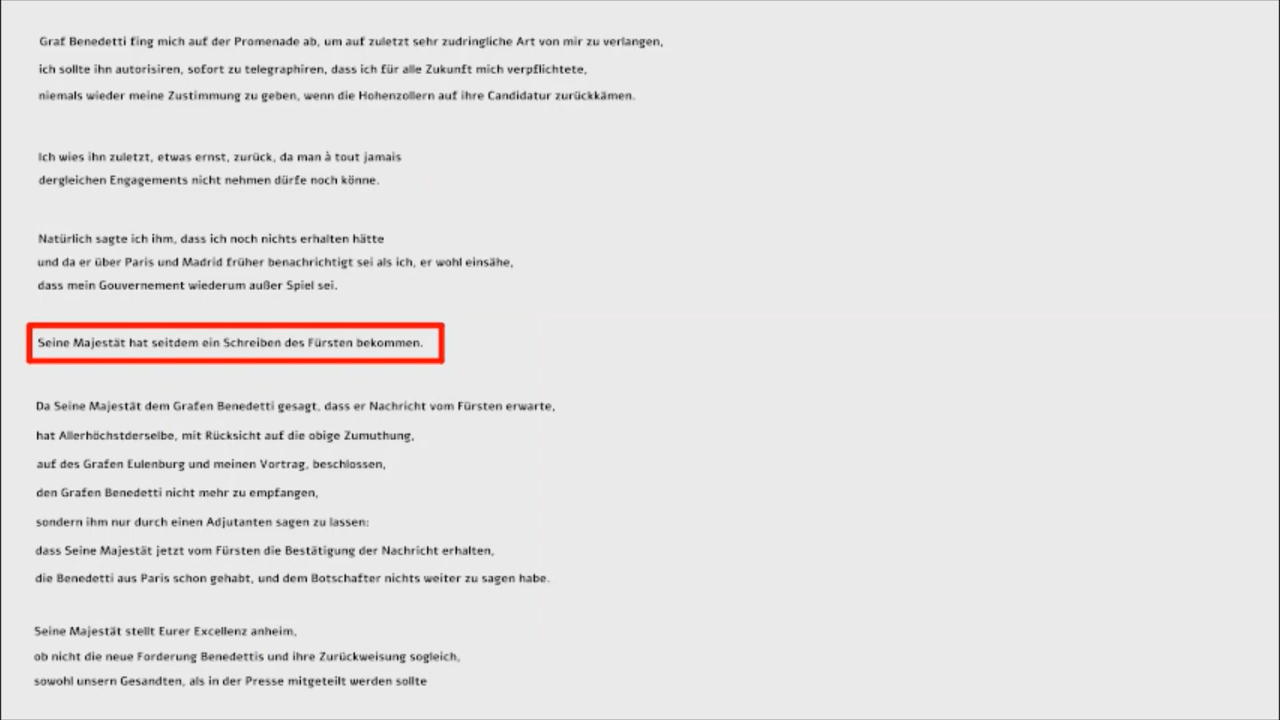 Graf Benedetti fing mich auf der Promenade ab, um auf zuletzt sehr zudringliche Art von mir zu verlangen,
ich sollte ihn autorisiren, sofort zu telegraphiren, dass ich für alle Zukunft mich verpflichtete,
niemals wieder meine Zustimmung zu geben, wenn die Hohenzollern auf ihre Candidatur zurückkämen.
Ich wies ihn zuletzt, etwas ernst, zurück, da man à tout jamais
dergleichen Engagements nicht nehmen dürfe noch könne.
Natürlich sagte ich ihm, dass ich noch nichts erhalten hätte
und da er über Paris und Madrid früher benachrichtigt sei als ich, er wohl einsähe,
dass mein Gouvernement wiederum außer Spiel sei.
Seine Majestät hat seitdem ein Schreiben des Fürsten bekommen.
Da Seine Majestät dem Grafen Benedetti gesagt, dass er Nachricht vom Fürsten erwarte,
hat Allerhöchstderselbe, mit Rücksicht auf die obige Zumuthung,
auf des Grafen Eulenburg und meinen Vortrag, beschlossen,
den Grafen Benedetti nicht mehr zu empfangen,
sondern ihm nur durch einen Adjutanten sagen zu lassen:
dass Seine Majestät jetzt vom Fürsten die Bestätigung der Nachricht erhalten,
die Benedetti aus Paris schon gehabt, und dem Botschafter nichts weiter zu sagen habe.
Seine Majestät stellt Eurer Excellenz anheim,
ob nicht die neue Forderung Benedettis und ihre Zurückweisung sogleich,
sowohl unsern Gesandten, als in der Presse mitgeteilt werden sollte